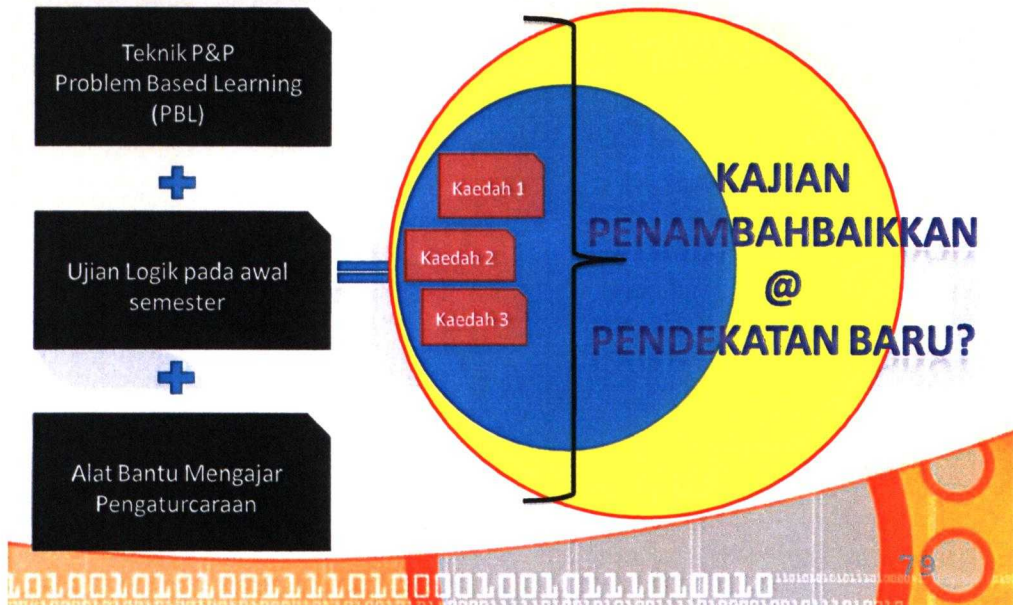 Teknik P&P
Problem Based Learning
(PBL)
Ujian Logik pada awal
semester
Alat Bantu Mengajar
Pengaturcaraan
Kaedah 1
Kaedah 2
Kaedah 3
KAJIAN
PENAMBAHBAIKKAN
@
PENDEKATAN BARU?
79